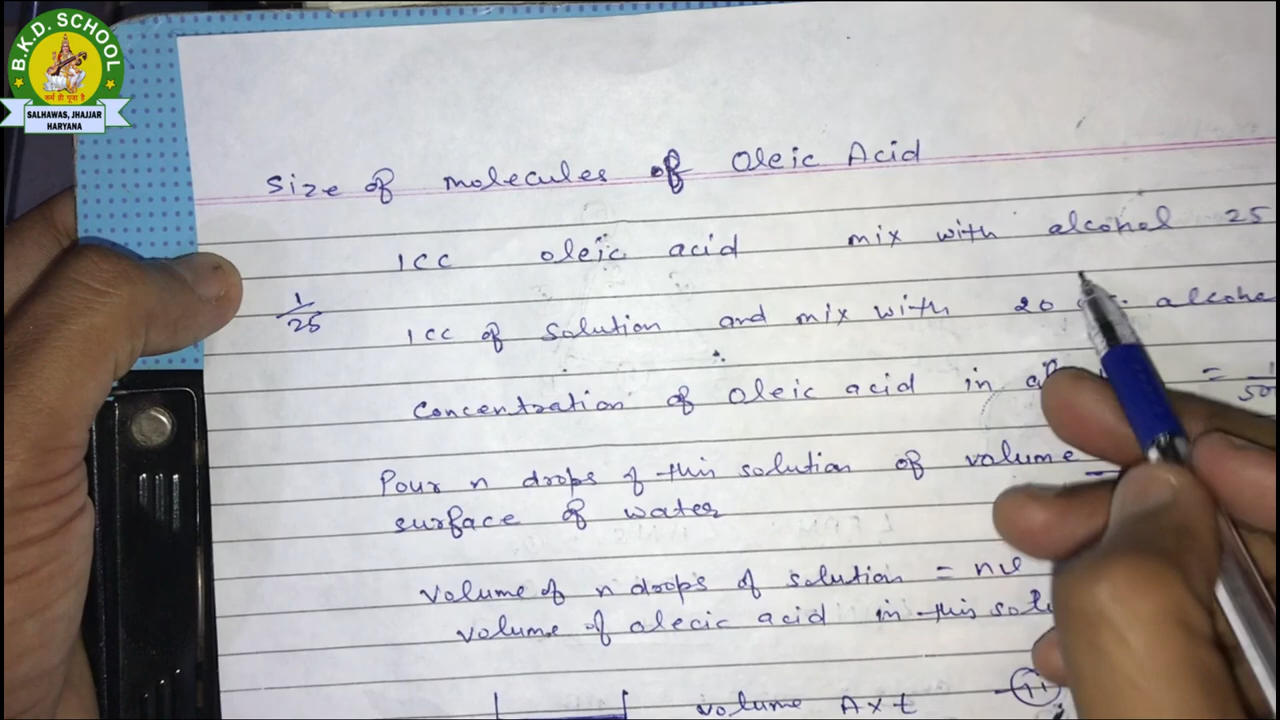 B.K.D. SCHOOL
कर्म ही पूजा है
SALHAWAS, JHAJJAR
HARYANA
Size of molecules of Oleic Acid
1CC oleic acid mix with alcohol 25
1/25
1CC of solution and mix with 20 alcohol
Concentration of oleic acid in = 1/50
Pour n drops of this solution of volume
surface of water
volume of n drops of solution = nv
volume of olecic acid in this solu
volume Axt